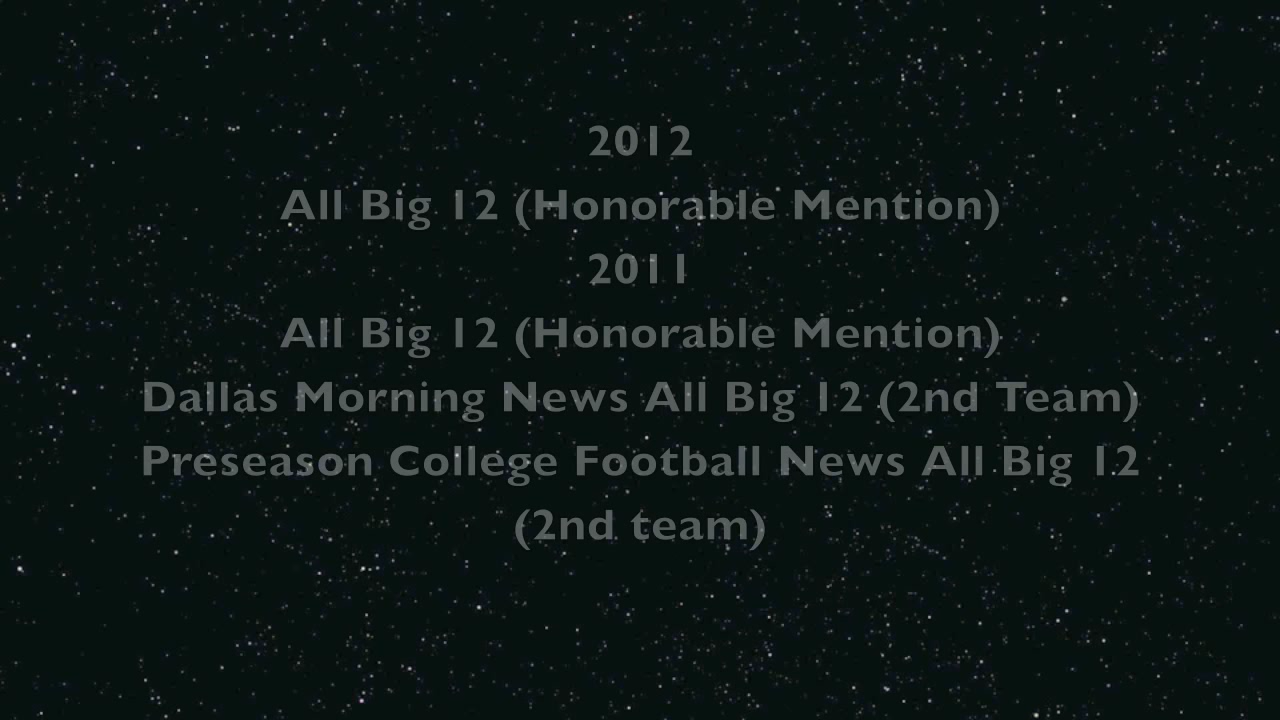 2012
All Big 12 (Honorable Mention)
2011
All Big 12 (Honorable Mention)
Dallas Morning News All Big 12 (2nd Team)
Preseason College Football News All Big 12
(2nd team)